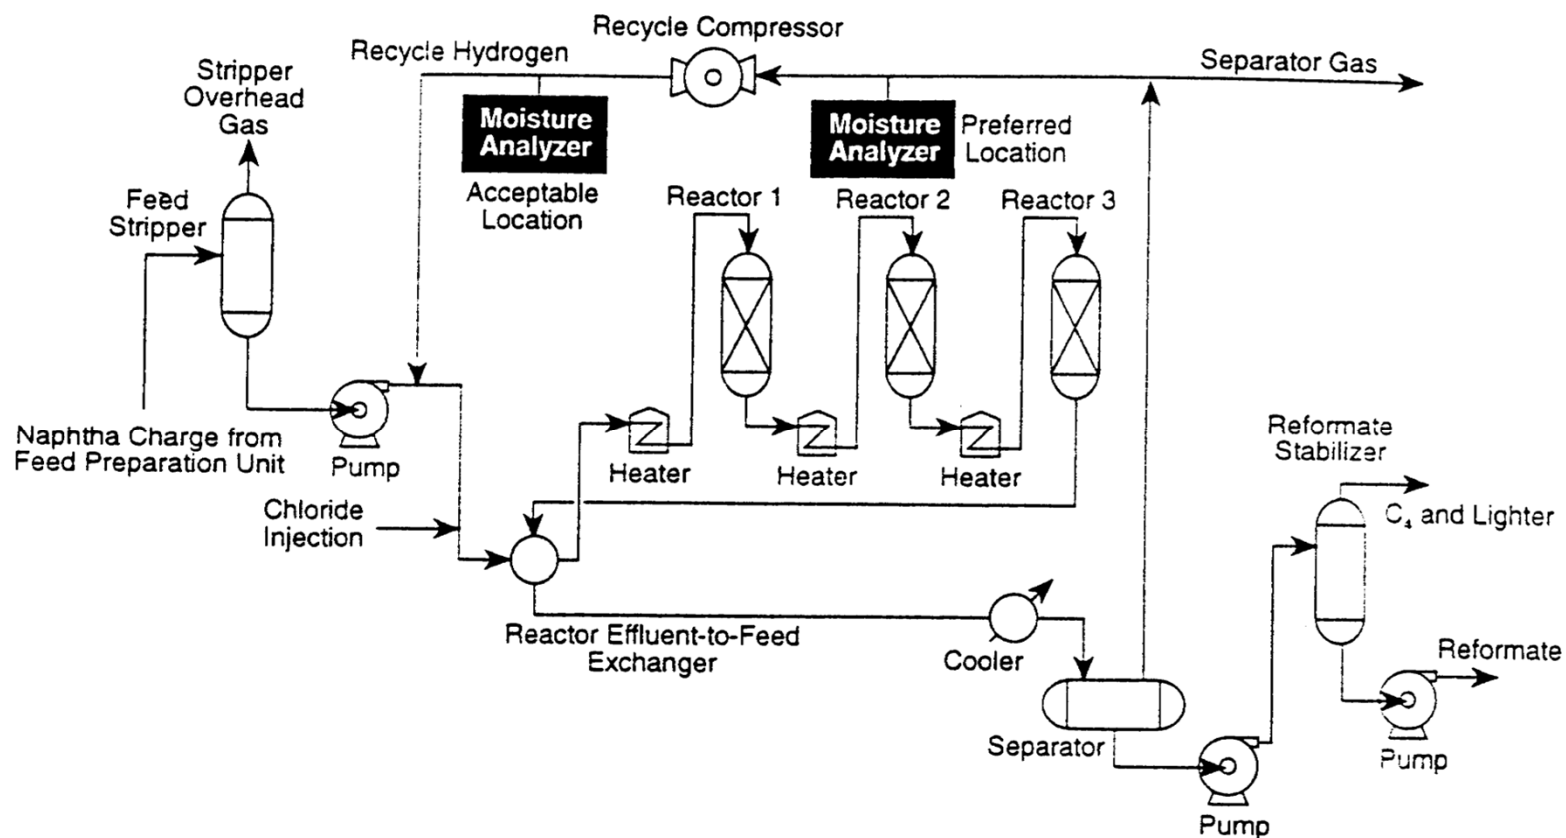 Recycle Compressor
Recycle Hydrogen
Separator Gas
Stripper
Overhead
Gas
Moisture
Analyzer
Acceptable
Location
Moisture
Analyzer
Preferred
Location
Feed
Stripper
Reactor 1
Reactor 2
Reactor 3
Naphtha Charge from
Feed Preparation Unit
Pump
Heater
Heater
Heater
Chloride
Injection
Reformate
Stabilizer
C₄ and Lighter
Reactor Effluent-to-Feed
Exchanger
Cooler
Reformate
Separator
Pump
Pump